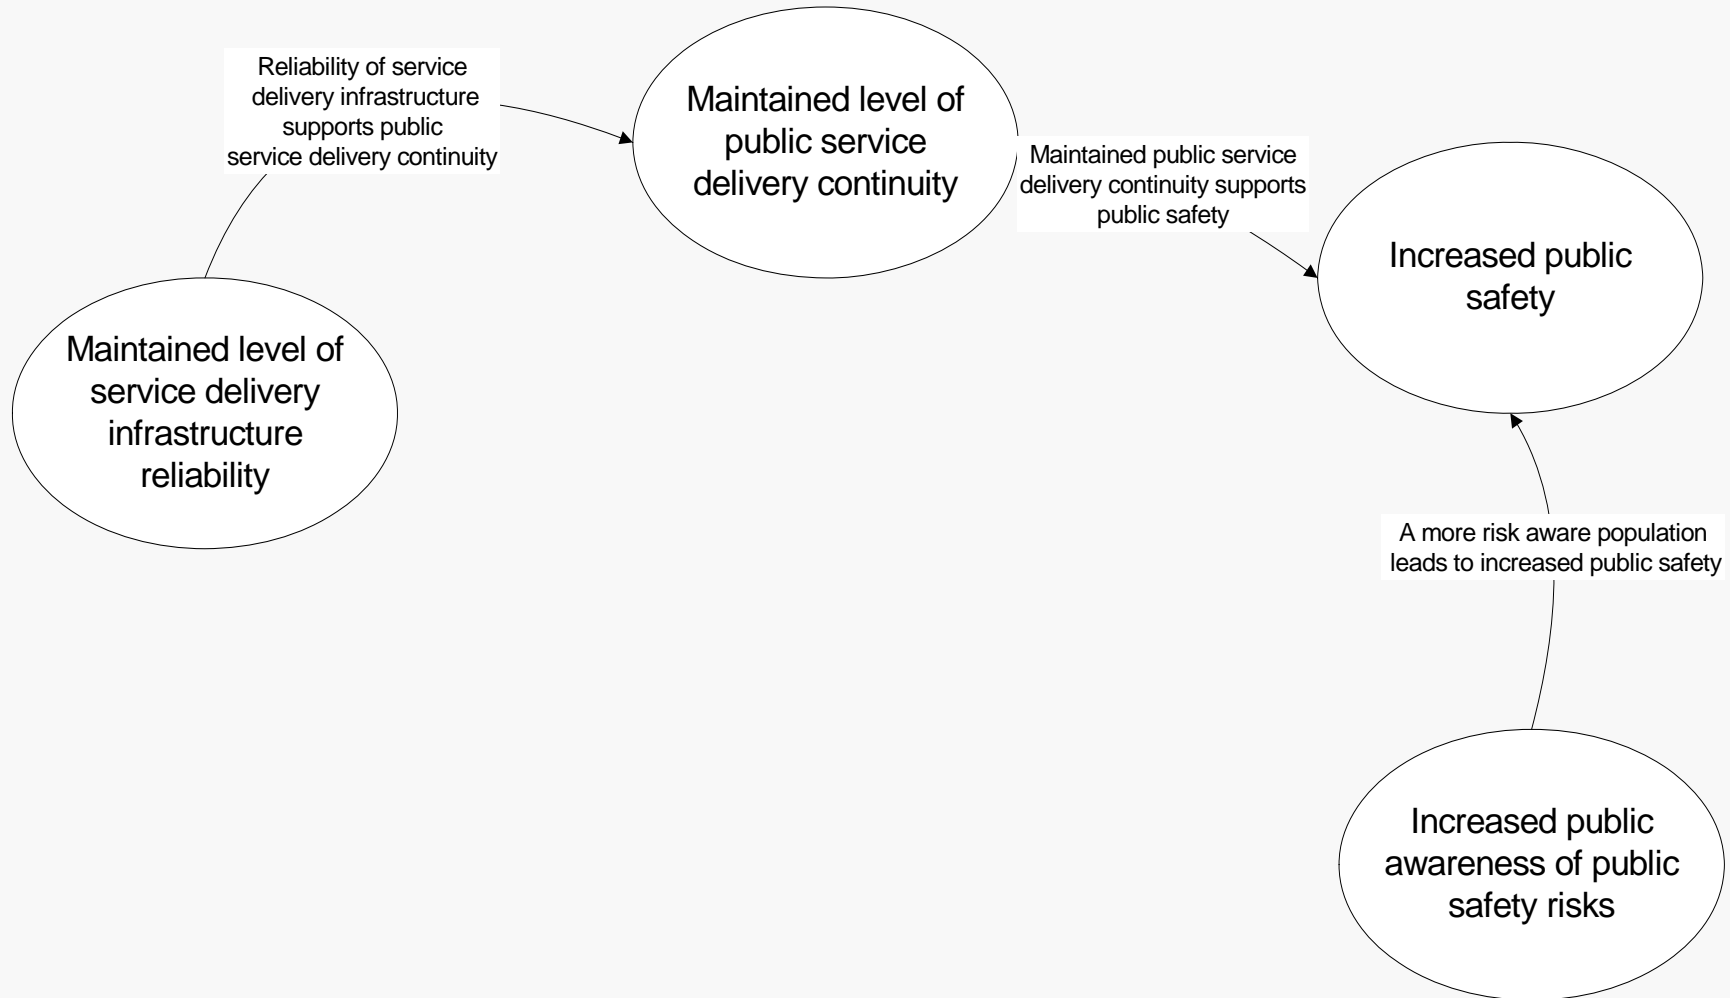 Reliability of service
delivery infrastructure
supports public
service delivery continuity
Maintained level of
public service
delivery continuity
Maintained public service
delivery continuity supports
public safety
Increased public
safety
Maintained level of
service delivery
infrastructure
reliability
A more risk aware population
leads to increased public safety
Increased public
awareness of public
safety risks